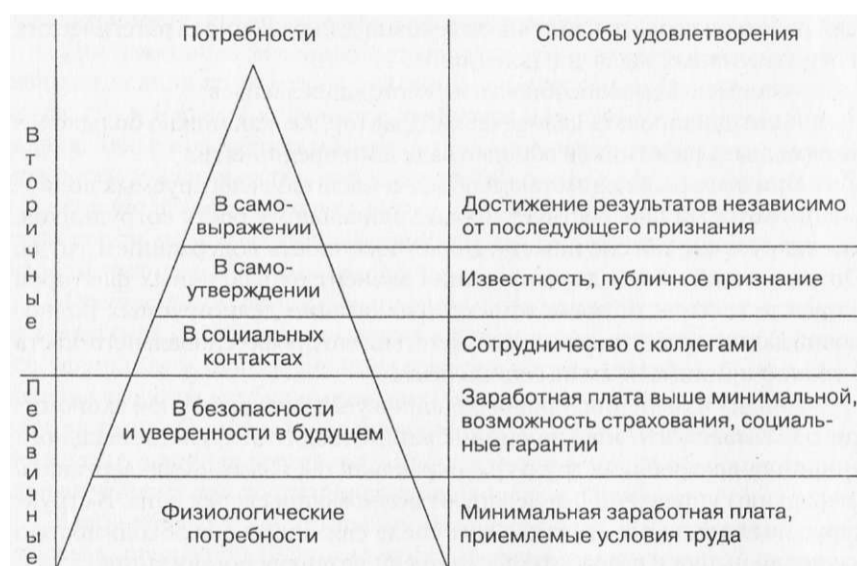 Потребности
Способы удовлетворения
Вторичные
В само-
выражении
Достижение результатов независимо
от последующего признания
В само-
утверждении
Известность, публичное признание
В социальных
контактах
Сотрудничество с коллегами
Певичные
В безопасности
и уверенности в будущем
Заработная плата выше минимальной,
возможность страхования, социаль-
ные гарантии
Физиологические
потребности
Минимальная заработная плата,
приемлемые условия труда